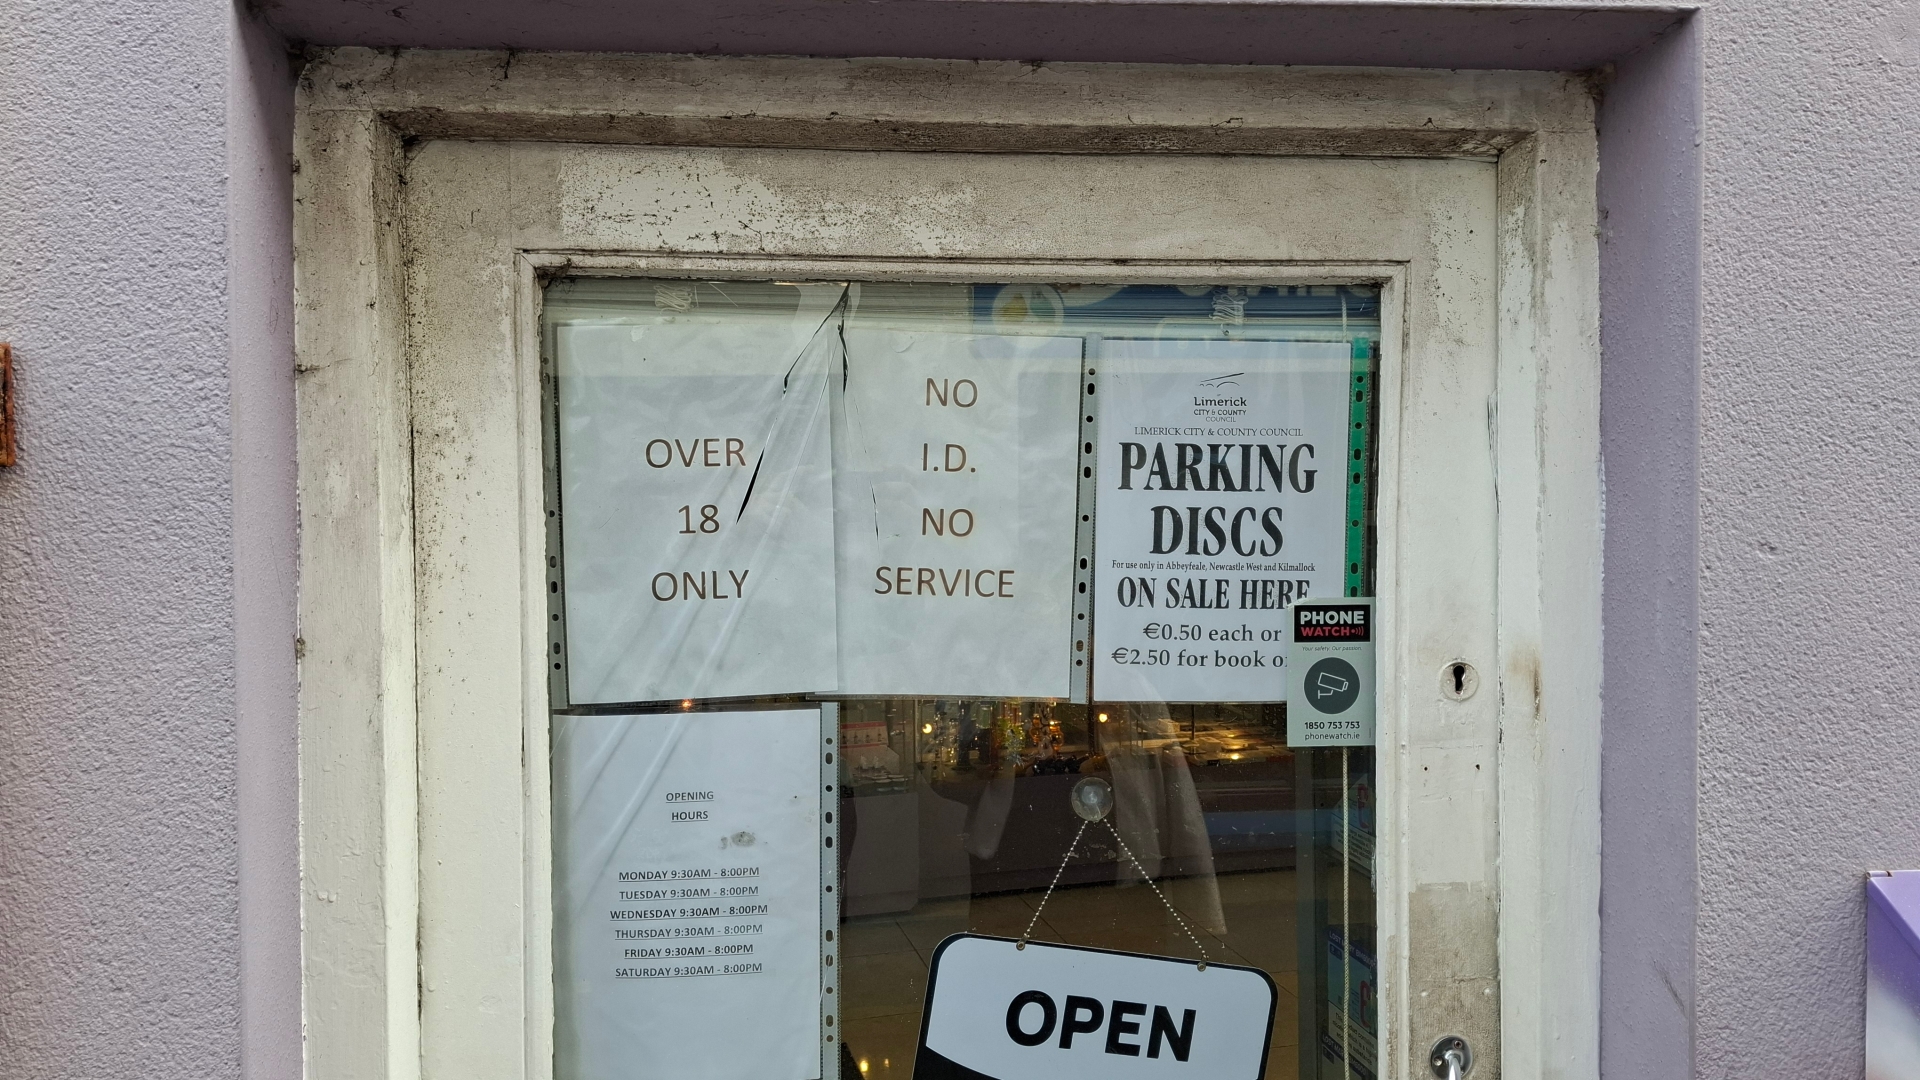 OVER
18
ONLY
NO
I.D.
NO
SERVICE
Limerick
CITY & COUNTY
COUNCIL
LIMERICK CITY & COUNTY COUNCIL
PARKING
DISCS
For use only in Abbeyfeale, Newcastle West and Kilmallock
ON SALE HERE
€0.50 each or
€2.50 for book
PHONE
WATCH
Your safety. Our passion.
1850 753 753
phonewatch.ie
OPENING
HOURS
MONDAY 9:30AM - 8:00PM
TUESDAY 9:30AM - 8:00PM
WEDNESDAY 9:30AM - 8:00PM
THURSDAY 9:30AM - 8:00PM
FRIDAY 9:30AM - 8:00PM
SATURDAY 9:30AM - 8:00PM
OPEN